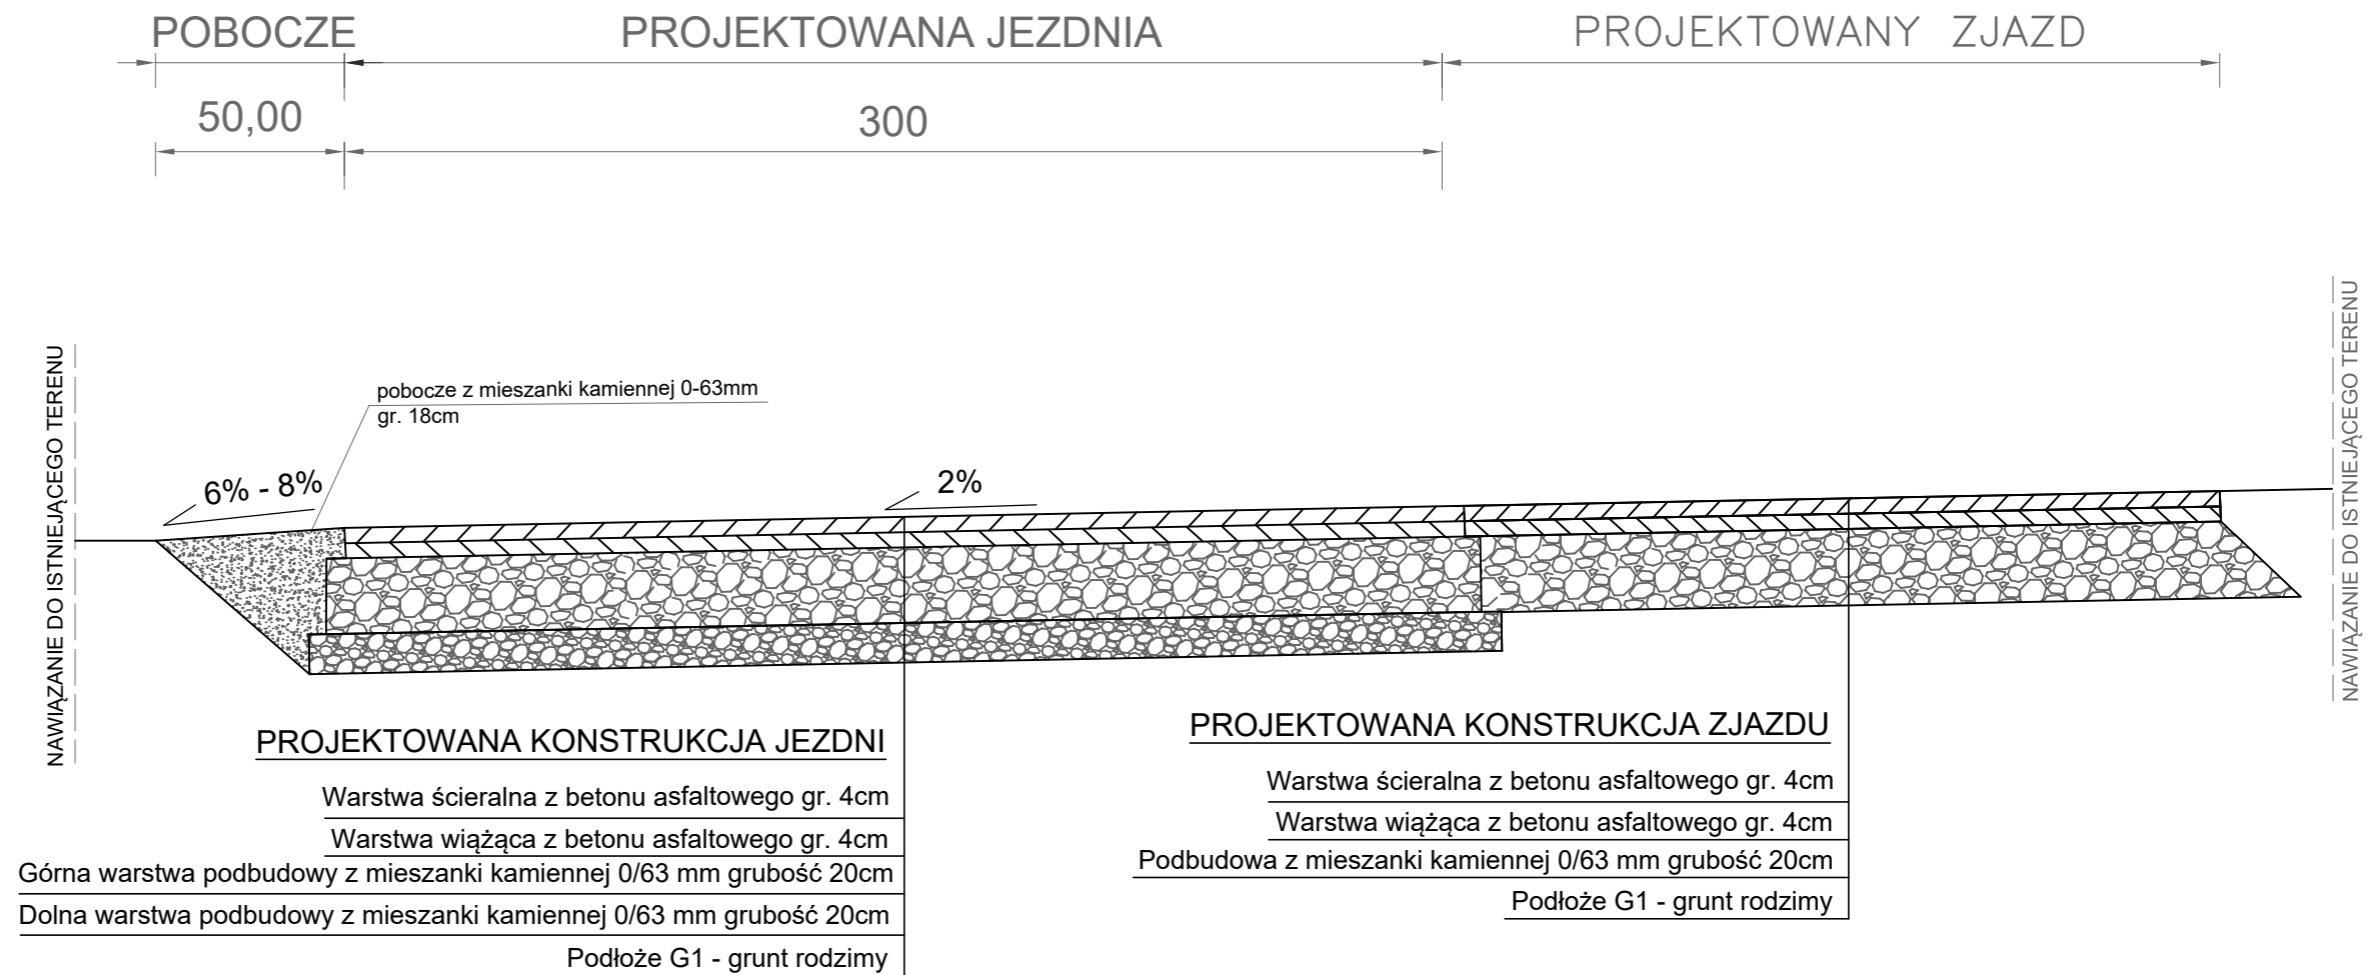 POBOCZE
PROJEKTOWANA JEZDNIA
PROJEKTOWANY ZJAZD
50,00
300
NAWIĄZANIE DO ISTNIEJĄCEGO TERENU
pobocze z mieszanki kamiennej 0-63mm
gr. 18cm
6% - 8%
2%
NAWIĄZANIE DO ISTNIEJĄCEGO TERENU
PROJEKTOWANA KONSTRUKCJA JEZDNI
Warstwa ścieralna z betonu asfaltowego gr. 4cm
Warstwa wiążąca z betonu asfaltowego gr. 4cm
Górna warstwa podbudowy z mieszanki kamiennej 0/63 mm grubość 20cm
Dolna warstwa podbudowy z mieszanki kamiennej 0/63 mm grubość 20cm
Podłoże G1 - grunt rodzimy
PROJEKTOWANA KONSTRUKCJA ZJAZDU
Warstwa ścieralna z betonu asfaltowego gr. 4cm
Warstwa wiążąca z betonu asfaltowego gr. 4cm
Podbudowa z mieszanki kamiennej 0/63 mm grubość 20cm
Podłoże G1 - grunt rodzimy